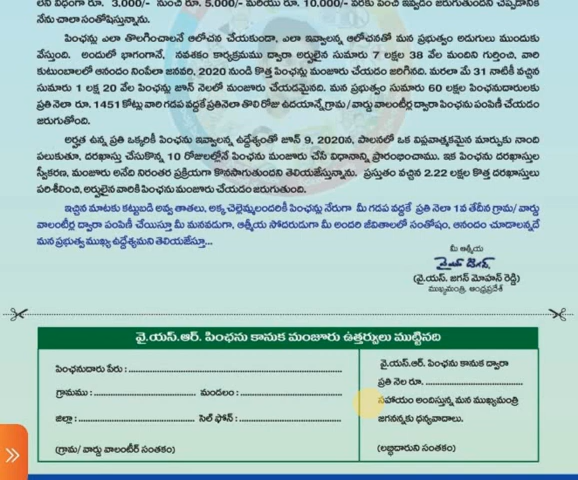 లేని విధంగా రూ. 3,000/- నుంచి రూ. 5,000/- మరియు రూ. 10,000/- వరకు పెంచి ఇవ్వడం జరుగుతుందని చెప్పడానికి
నేను చాలా సంతోషిస్తున్నాను.
పింఛన్లు ఎలా తొలగించాలనే ఆలోచన చేయకుండా, ఎలా ఇవ్వాలన్న ఆలోచనతో మన ప్రభుత్వం అడుగులు ముందుకు
వేస్తుంది. అందులో భాగంగానే, నవశకం కార్యక్రమము ద్వారా అర్హులైన సుమారు 7 లక్షల 38 వేల మందిని గుర్తించి, వారి
కుటుంబాలలో ఆనందం నింపేలా జనవరి, 2020 నుండి కొత్త పింఛన్లు మంజూరు చేయడం జరిగినది. మరలా మే 31 నాటికి వచ్చిన
సుమారు 1 లక్ష 20 వేల పింఛన్లు జూన్ నెలలో మంజూరు చేయడమైనది. మన ప్రభుత్వం సుమారు 60 లక్షల పింఛనుదారులకు
ప్రతి నెలా రూ. 1451 కోట్లు వారి గడప వద్దకే ప్రతినెలా తొలి రోజు ఉదయాన్నే గ్రామ / వార్డు వాలంటీర్ల ద్వారా పింఛను పంపిణీ చేయడం
జరుగుతోంది.
అర్హత ఉన్న ప్రతి ఒక్కరికీ పింఛను ఇవ్వాలన్న ఉద్దేశ్యంతో జూన్ 9, 2020న, పాలనలో ఒక విప్లవాత్మకమైన మార్పుకు నాంది
పలుకుతూ, దరఖాస్తు చేసుకొన్న 10 రోజులల్లోనే పింఛను మంజూరు చేసే విధానాన్ని ప్రారంభించాము. ఇక పింఛను దరఖాస్తుల
స్వీకరణ, మంజూరు అనేది నిరంతర ప్రక్రియగా కొనసాగుతుందని తెలియజేస్తున్నాను. ప్రస్తుతం వచ్చిన 2.22 లక్షల కొత్త దరఖాస్తులు
పరిశీలించి, అర్హులైన వారికి పింఛను మంజూరు చేయడం జరుగుతుంది.
ఇచ్చిన మాటకు కట్టుబడి అవ్వ తాతలు, అక్క చెల్లెమ్మలందరికీ పింఛన్లు నేరుగా మీ గడప వద్దకే ప్రతి నెలా 1వ తేదీన గ్రామ/ వార్డు
వాలంటీర్ల ద్వారా పంపిణీ చేయిస్తూ మీ మనవడుగా, ఆత్మీయ సోదరుడుగా మీ అందరి జీవితాలలో సంతోషం, ఆనందం చూడాలన్నదే
మన ప్రభుత్వ ముఖ్య ఉద్దేశ్యమని తెలియజేస్తూ...
మీ ఆత్మీయ
(వై.యస్. జగన్ మోహన్ రెడ్డి)
ముఖ్యమంత్రి, ఆంధ్రప్రదేశ్
వై.యస్.ఆర్. పింఛను కానుక మంజూరు ఉత్తర్వులు ముట్టినది
పింఛనుదారు పేరు :
గ్రామము : మండలం :
జిల్లా : సెల్ ఫోన్ :
(గ్రామ/ వార్డు వాలంటీర్ సంతకం)
వై.యస్.ఆర్. పింఛను కానుక ద్వారా
ప్రతి నెల రూ.
సహాయం అందిస్తున్న మన ముఖ్యమంత్రి
జగనన్నకు ధన్యవాదాలు.
(లబ్ధిదారుని సంతకం)